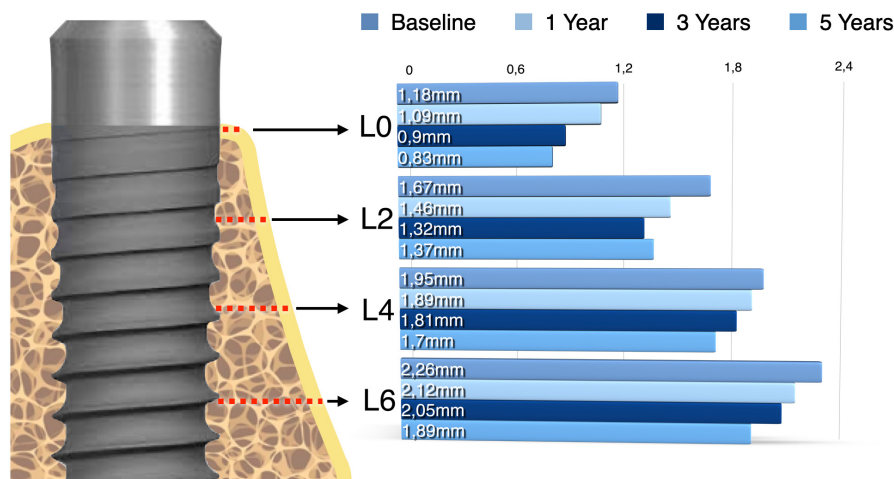 Baseline 1 Year 3 Years 5 Years
0 0,6 1,2 1,8 2,4
L0
1,18mm
1,09mm
0,9mm
0,83mm
L2
1,67mm
1,46mm
1,32mm
1,37mm
L4
1,95mm
1,89mm
1,81mm
1,7mm
L6
2,26mm
2,12mm
2,05mm
1,89mm